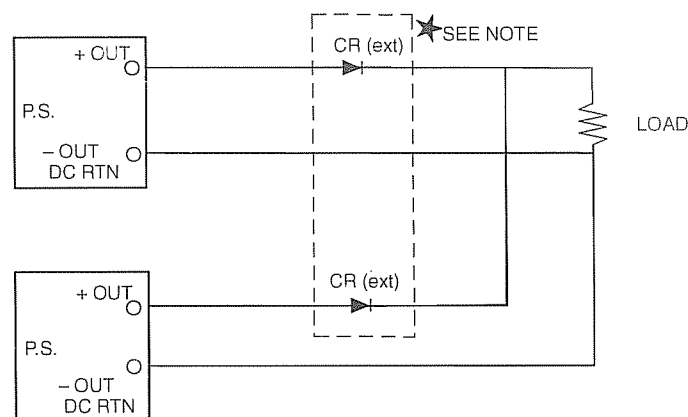 ★ SEE NOTE
CR (ext)
+ OUT
P.S.
LOAD
− OUT
DC RTN
CR (ext)
+ OUT
P.S.
− OUT
DC RTN